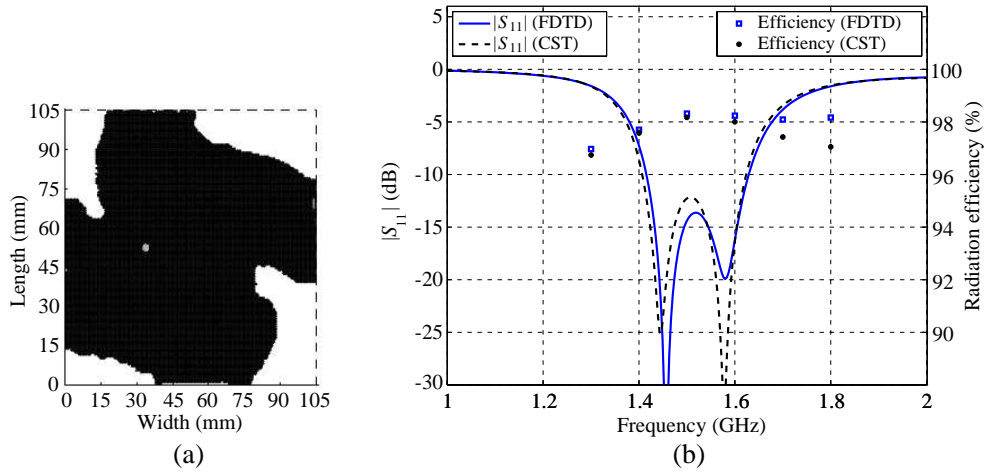 105
90
75
60
45
30
15
0
Length (mm)
0 15 30 45 60 75 90 105
Width (mm)
(a)
|S11| (FDTD)
|S11| (CST)
Efficiency (FDTD)
Efficiency (CST)
0
−5
−10
−15
−20
−25
−30
|S11| (dB)
100
98
96
94
92
90
Radiation efficiency (%)
1 1.2 1.4 1.6 1.8 2
Frequency (GHz)
(b)